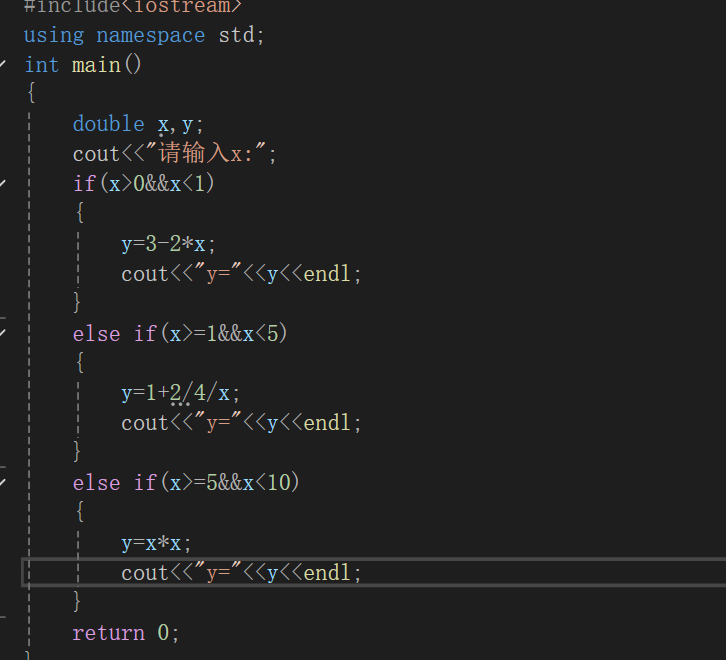 #include<iostream>
using namespace std;
int main()
{
double x,y;
cout<<"请输入x:";
if(x>0&&x<1)
{
y=3-2*x;
cout<<"y="<<y<<endl;
}
else if(x>=1&&x<5)
{
y=1+2/4/x;
cout<<"y="<<y<<endl;
}
else if(x>=5&&x<10)
{
y=x*x;
cout<<"y="<<y<<endl;
}
return 0;
}